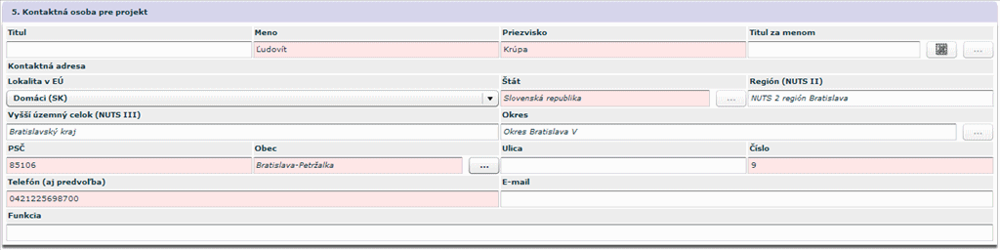 5. Kontaktná osoba pre projekt
Titul Meno Priezvisko Titul za menom
Ľudovít Krúpa ...
Kontaktná adresa
Lokalita v EÚ Štát Región (NUTS II)
Domáci (SK) Slovenská republika ... NUTS 2 región Bratislava
Vyšší územný celok (NUTS III) Okres
Bratislavský kraj Okres Bratislava V ...
PSČ Obec Ulica Číslo
85106 Bratislava-Petržalka ... 9
Telefón (aj predvoľba) E-mail
0421225698700
Funkcia